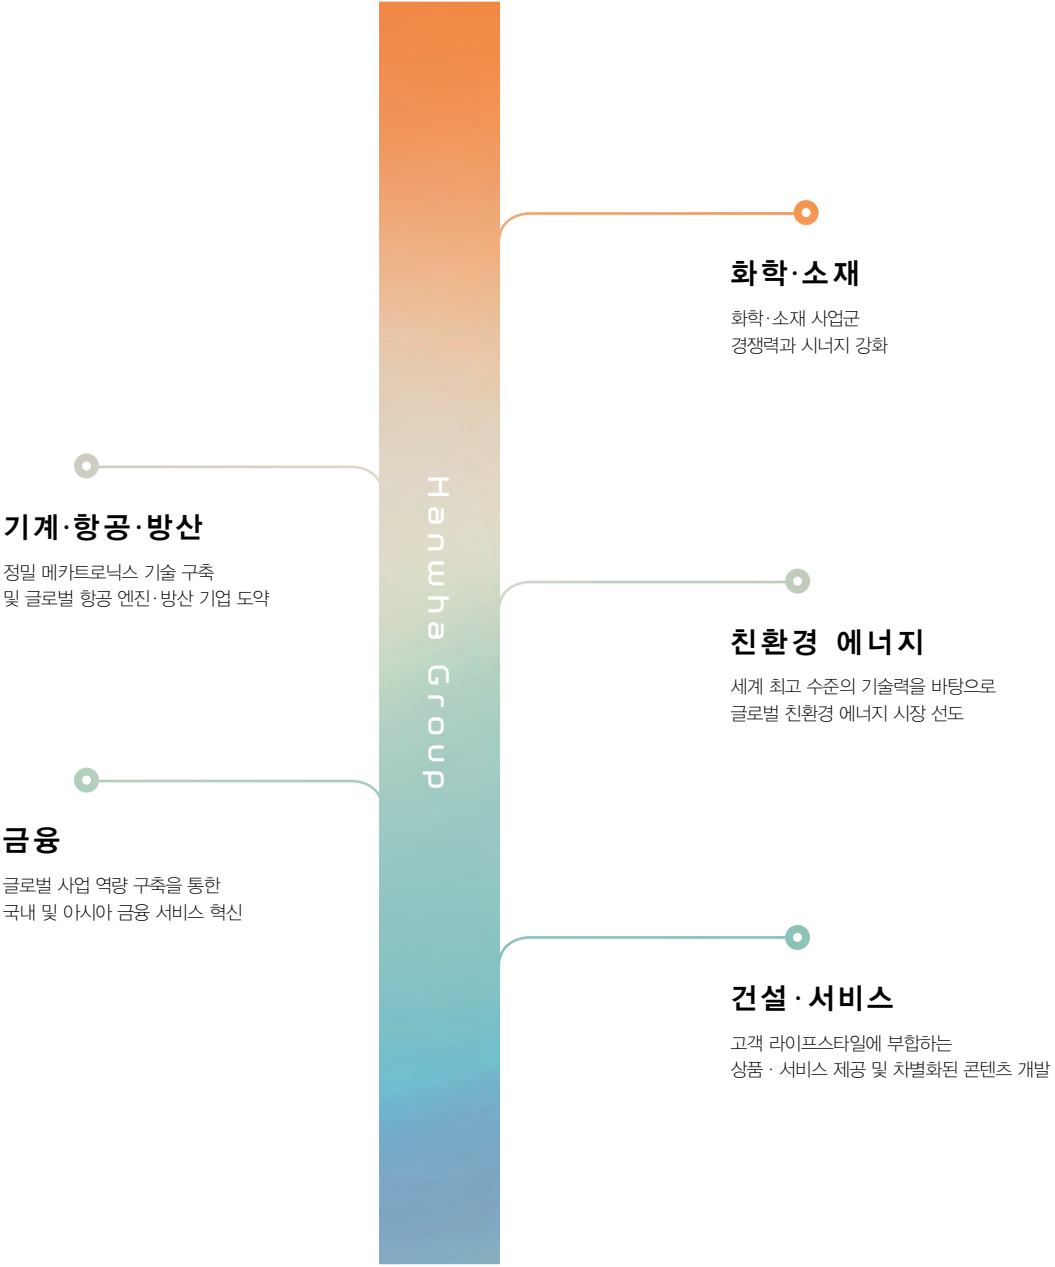 화학·소재
화학·소재 사업군
경쟁력과 시너지 강화
기계·항공·방산
정밀 메카트로닉스 기술 구축
및 글로벌 항공 엔진·방산 기업 도약
Hanwha Group
친환경 에너지
세계 최고 수준의 기술력을 바탕으로
글로벌 친환경 에너지 시장 선도
금융
글로벌 사업 역량 구축을 통한
국내 및 아시아 금융 서비스 혁신
건설·서비스
고객 라이프스타일에 부합하는
상품·서비스 제공 및 차별화된 콘텐츠 개발